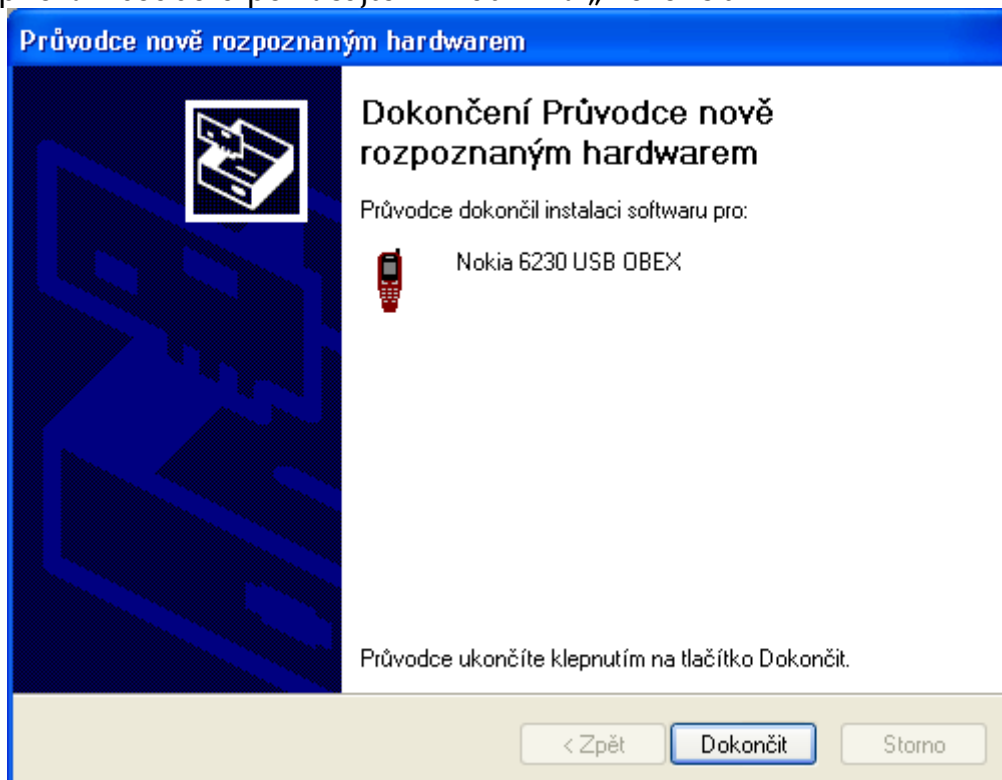 Průvodce nově rozpoznaným hardwarem
Dokončení Průvodce nově
rozpoznaným hardwarem
Průvodce dokončil instalaci softwaru pro:
Nokia 6230 USB OBEX
Průvodce ukončíte klepnutím na tlačítko Dokončit.
< Zpět
Dokončit
Storno